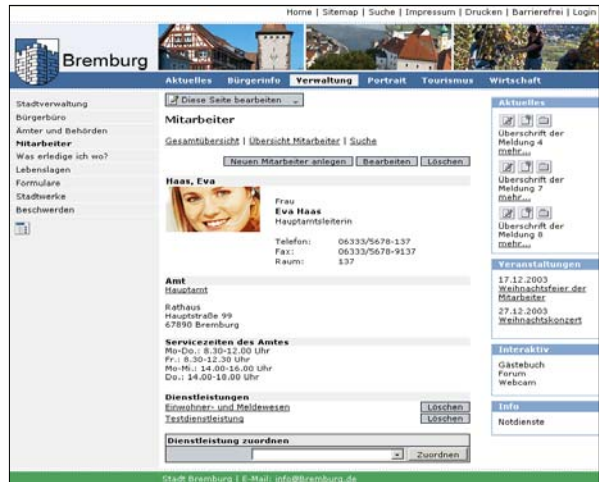 Home | Sitemap | Suche | Impressum | Drucken | Barrierefrei | Login
Bremburg
Aktuelles Bürgerinfo Verwaltung Portrait Tourismus Wirtschaft
Stadtverwaltung
Bürgerbüro
Ämter und Behörden
Mitarbeiter
Was erledige ich wo?
Lebenslagen
Formulare
Stadtwerke
Beschwerden
Diese Seite bearbeiten
Mitarbeiter
Gesamtübersicht | Übersicht Mitarbeiter | Suche
Neuen Mitarbeiter anlegen Bearbeiten Löschen
Haas, Eva
Frau
Eva Haas
Hauptamtsleiterin
Telefon: 06333/5678-137
Fax: 06333/5678-9137
Raum: 137
Amt
Hauptamt
Rathaus
Hauptstraße 99
67890 Bremburg
Servicezeiten des Amtes
Mo-Do.: 8.30-12.00 Uhr
Fr.: 8.30-12.30 Uhr
Mo-Mi.: 14.00-16.00 Uhr
Do.: 14.00-18.00 Uhr
Dienstleistungen
Einwohner- und Meldewesen Löschen
Testdienstleistung Löschen
Dienstleistung zuordnen
Zuordnen
Aktuelles
Überschrift der
Meldung 4
mehr...
Überschrift der
Meldung 7
mehr...
Überschrift der
Meldung 8
mehr...
Veranstaltungen
17.12.2003
Weihnachtsfeier der
Mitarbeiter
27.12.2003
Weihnachtskonzert
Interaktiv
Gästebuch
Forum
Webcam
Info
Notdienste
Stadt Bremburg | E-Mail: info@Bremburg.de